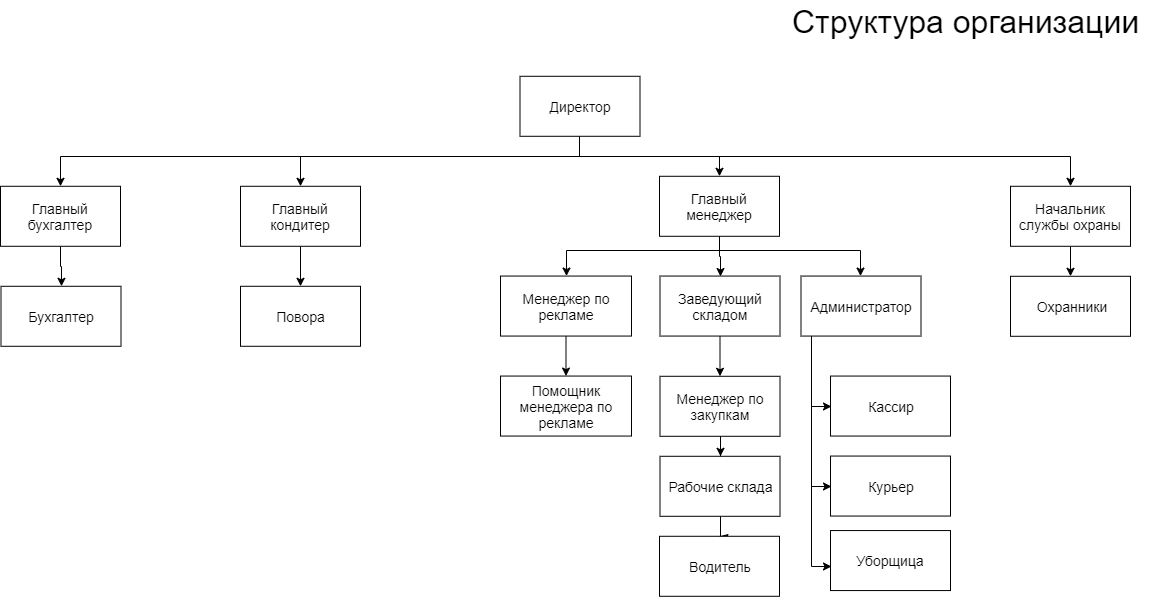 Структура организации
Директор
Главный
бухгалтер
Главный
кондитер
Главный
менеджер
Начальник
службы охраны
Бухгалтер
Повора
Менеджер по
рекламе
Заведующий
складом
Администратор
Охранники
Помощник
менеджера по
рекламе
Менеджер по
закупкам
Кассир
Рабочие склада
Курьер
Водитель
Уборщица